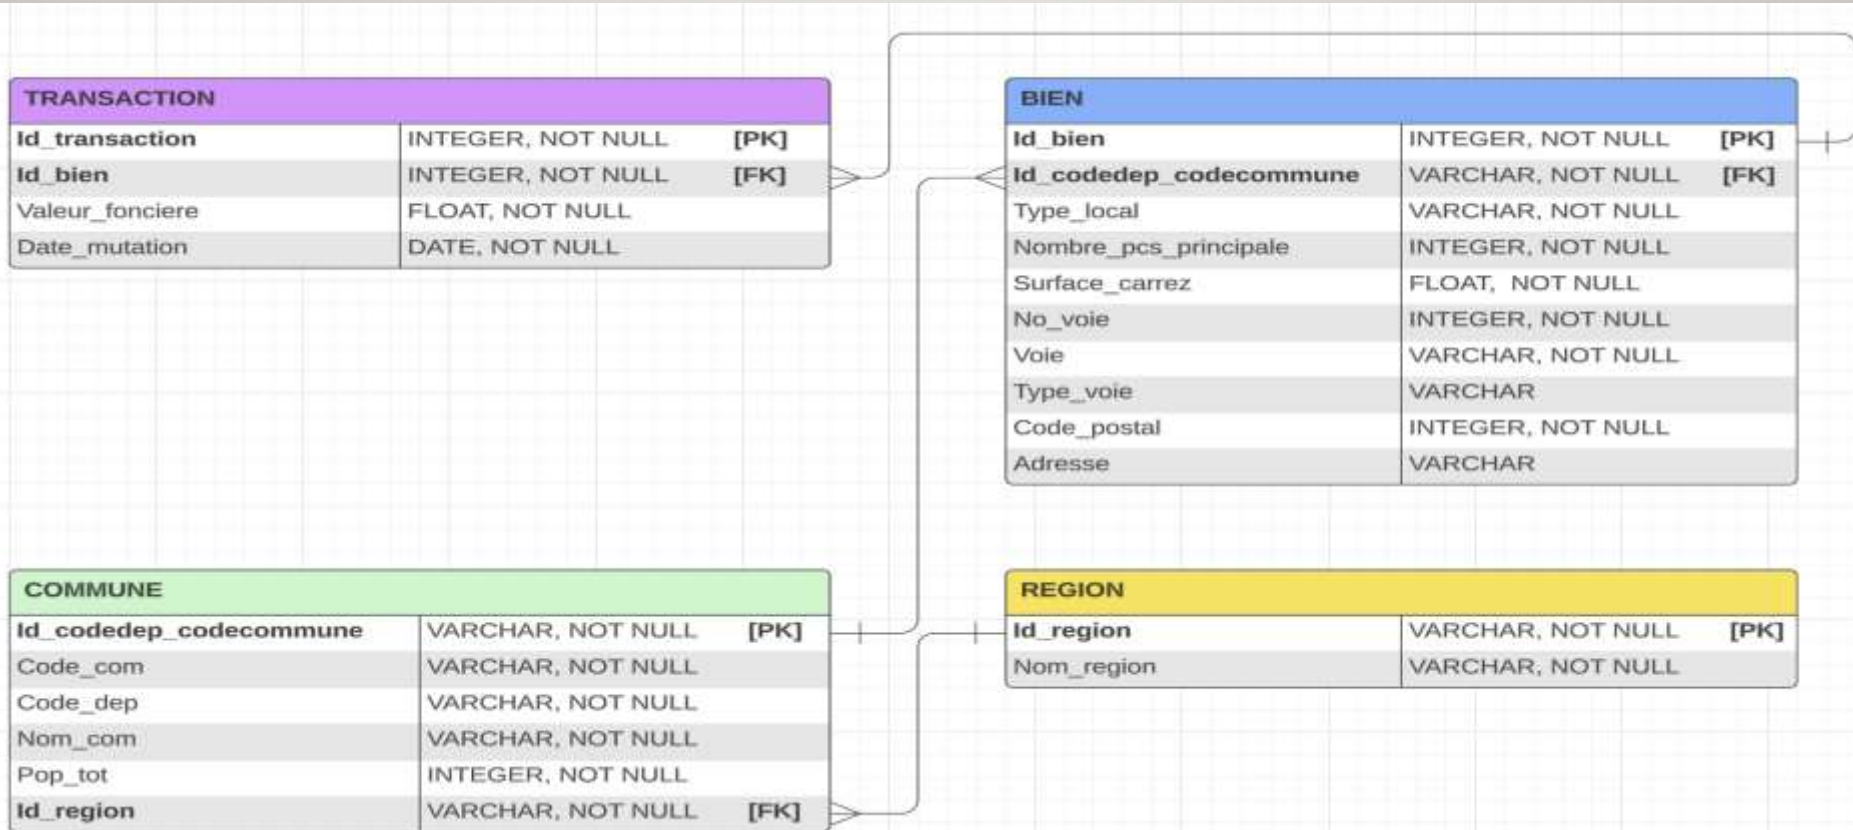 TRANSACTION
Id_transaction INTEGER, NOT NULL [PK]
Id_bien INTEGER, NOT NULL [FK]
Valeur_fonciere FLOAT, NOT NULL
Date_mutation DATE, NOT NULL
BIEN
Id_bien INTEGER, NOT NULL [PK]
Id_codedep_codecommune VARCHAR, NOT NULL [FK]
Type_local VARCHAR, NOT NULL
Nombre_pcs_principale INTEGER, NOT NULL
Surface_carrez FLOAT, NOT NULL
No_voie INTEGER, NOT NULL
Voie VARCHAR, NOT NULL
Type_voie VARCHAR
Code_postal INTEGER, NOT NULL
Adresse VARCHAR
COMMUNE
Id_codedep_codecommune VARCHAR, NOT NULL [PK]
Code_com VARCHAR, NOT NULL
Code_dep VARCHAR, NOT NULL
Nom_com VARCHAR, NOT NULL
Pop_tot INTEGER, NOT NULL
Id_region VARCHAR, NOT NULL [FK]
REGION
Id_region VARCHAR, NOT NULL [PK]
Nom_region VARCHAR, NOT NULL